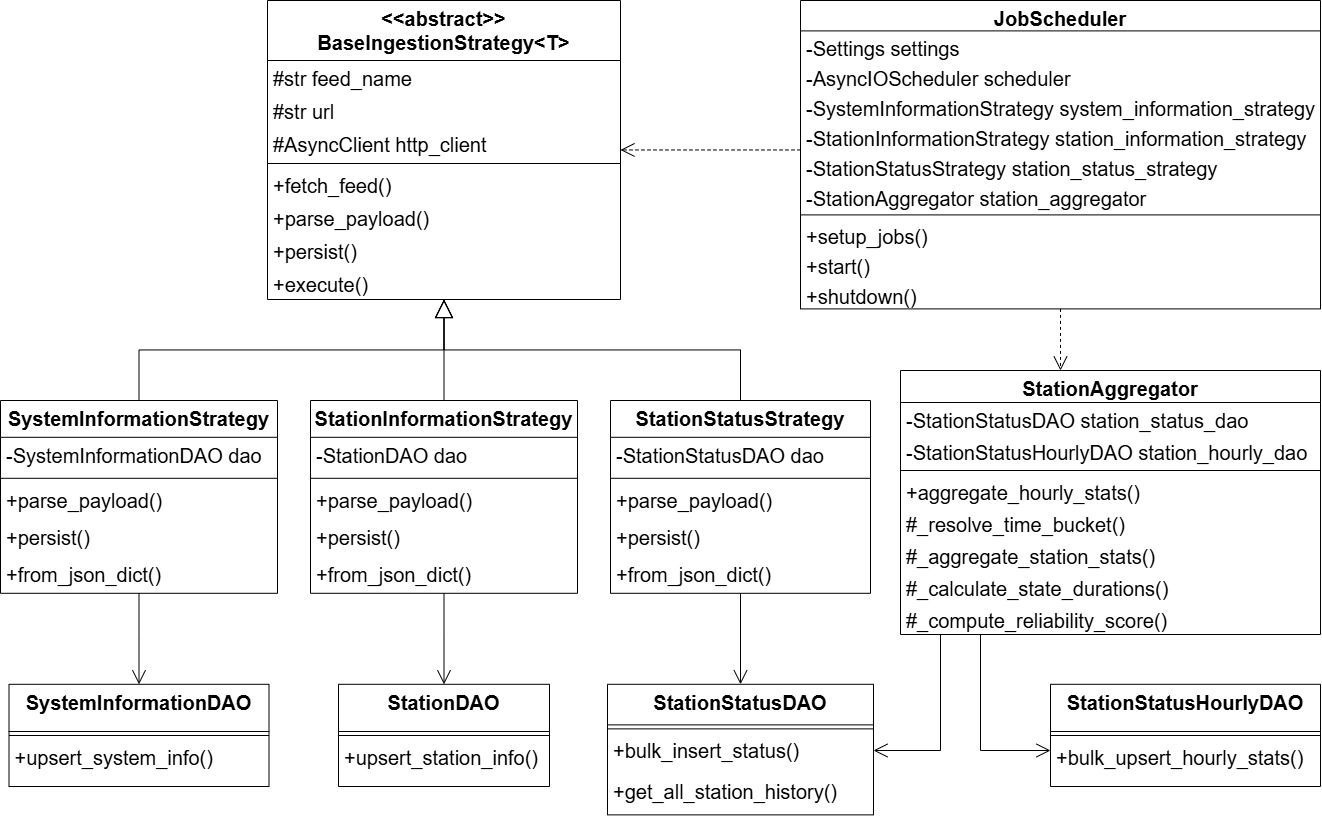 <<abstract>>
BaseIngestionStrategy<T>
#str feed_name
#str url
#AsyncClient http_client
+fetch_feed()
+parse_payload()
+persist()
+execute()
JobScheduler
-Settings settings
-AsyncIOScheduler scheduler
-SystemInformationStrategy system_information_strategy
-StationInformationStrategy station_information_strategy
-StationStatusStrategy station_status_strategy
-StationAggregator station_aggregator
+setup_jobs()
+start()
+shutdown()
SystemInformationStrategy
-SystemInformationDAO dao
+parse_payload()
+persist()
+from_json_dict()
StationInformationStrategy
-StationDAO dao
+parse_payload()
+persist()
+from_json_dict()
StationStatusStrategy
-StationStatusDAO dao
+parse_payload()
+persist()
+from_json_dict()
StationAggregator
-StationStatusDAO station_status_dao
-StationStatusHourlyDAO station_hourly_dao
+aggregate_hourly_stats()
#_resolve_time_bucket()
#_aggregate_station_stats()
#_calculate_state_durations()
#_compute_reliability_score()
SystemInformationDAO
+upsert_system_info()
StationDAO
+upsert_station_info()
StationStatusDAO
+bulk_insert_status()
+get_all_station_history()
StationStatusHourlyDAO
+bulk_upsert_hourly_stats()